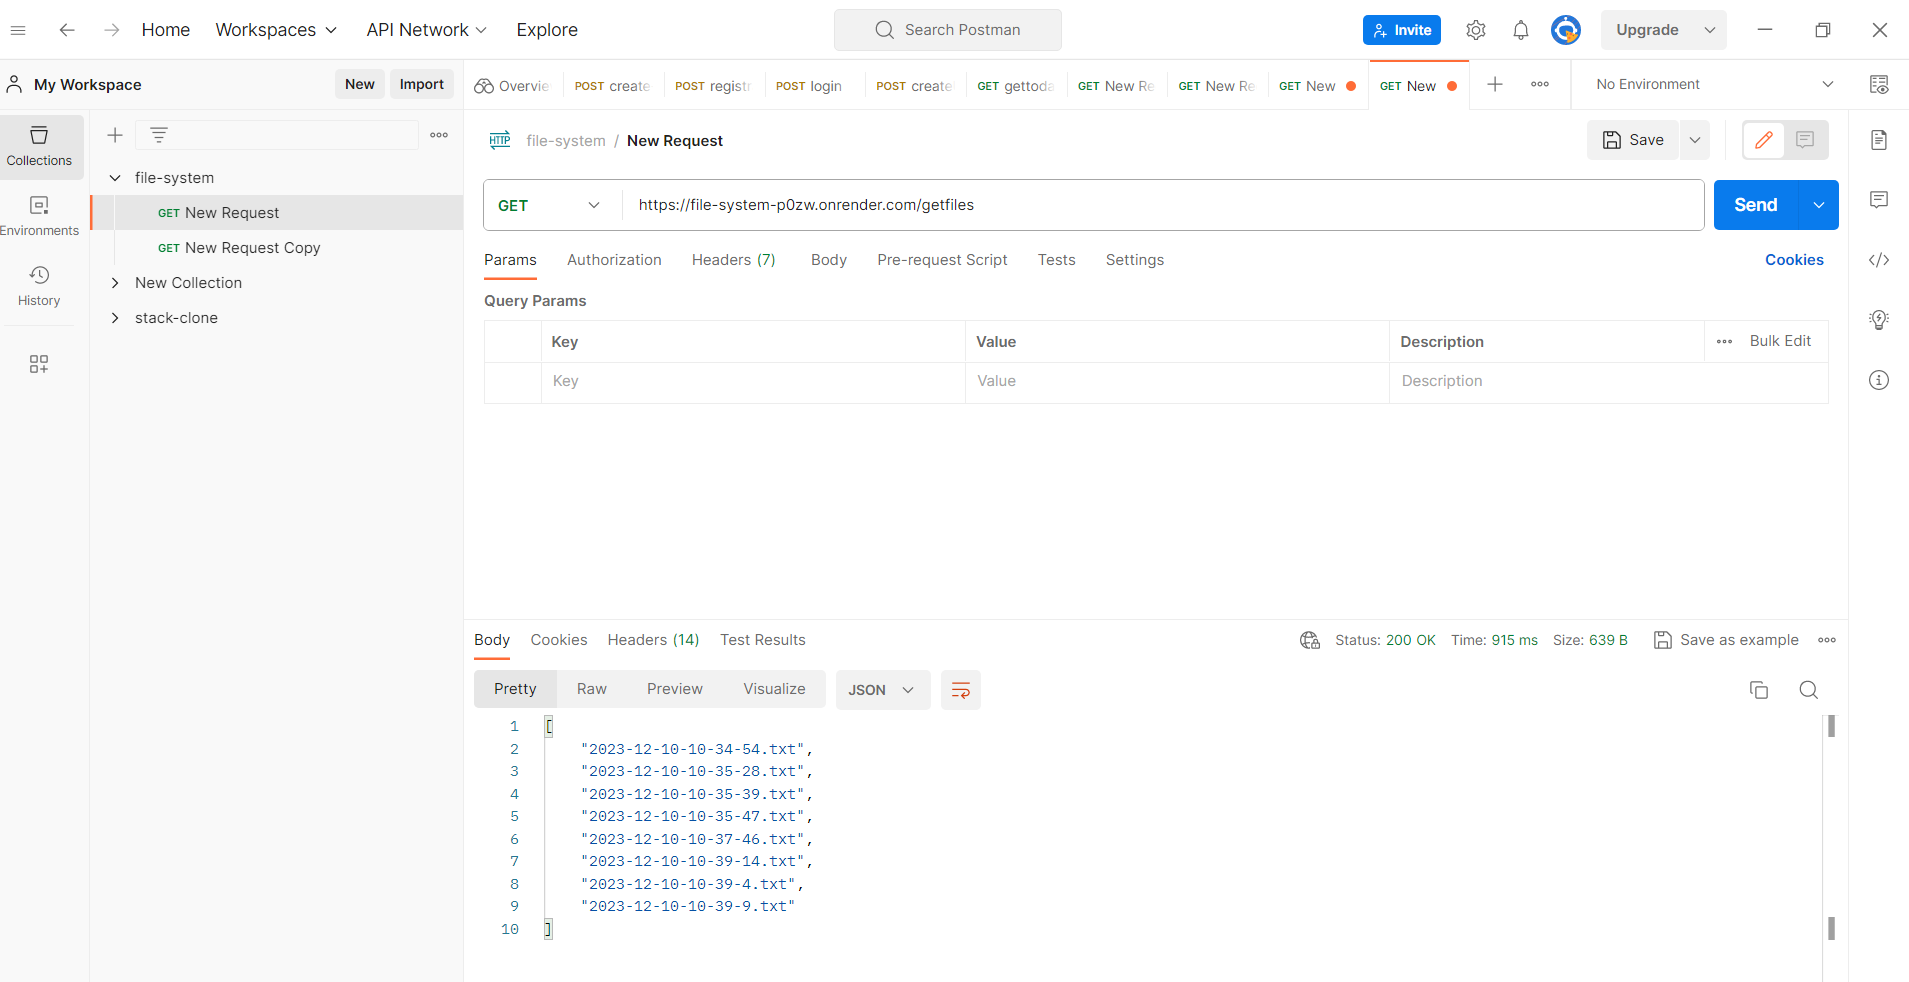 Home Workspaces API Network Explore Search Postman Invite Upgrade
My Workspace New Import Overvie POST create POST regist POST login POST create GET gettoda GET New Re GET New Re GET New GET New No Environment
Collections
Environments
History
file-system
GET New Request
GET New Request Copy
New Collection
stack-clone
HTTP file-system / New Request Save
GET https://file-system-p0zw.onrender.com/getfiles Send
Params Authorization Headers (7) Body Pre-request Script Tests Settings Cookies
Query Params
Key Value Description Bulk Edit
Key Value Description
Body Cookies Headers (14) Test Results Status: 200 OK Time: 915 ms Size: 639 B Save as example
Pretty Raw Preview Visualize JSON
1 [
2 "2023-12-10-10-34-54.txt",
3 "2023-12-10-10-35-28.txt",
4 "2023-12-10-10-35-39.txt",
5 "2023-12-10-10-35-47.txt",
6 "2023-12-10-10-37-46.txt",
7 "2023-12-10-10-39-14.txt",
8 "2023-12-10-10-39-4.txt",
9 "2023-12-10-10-39-9.txt"
10 ]